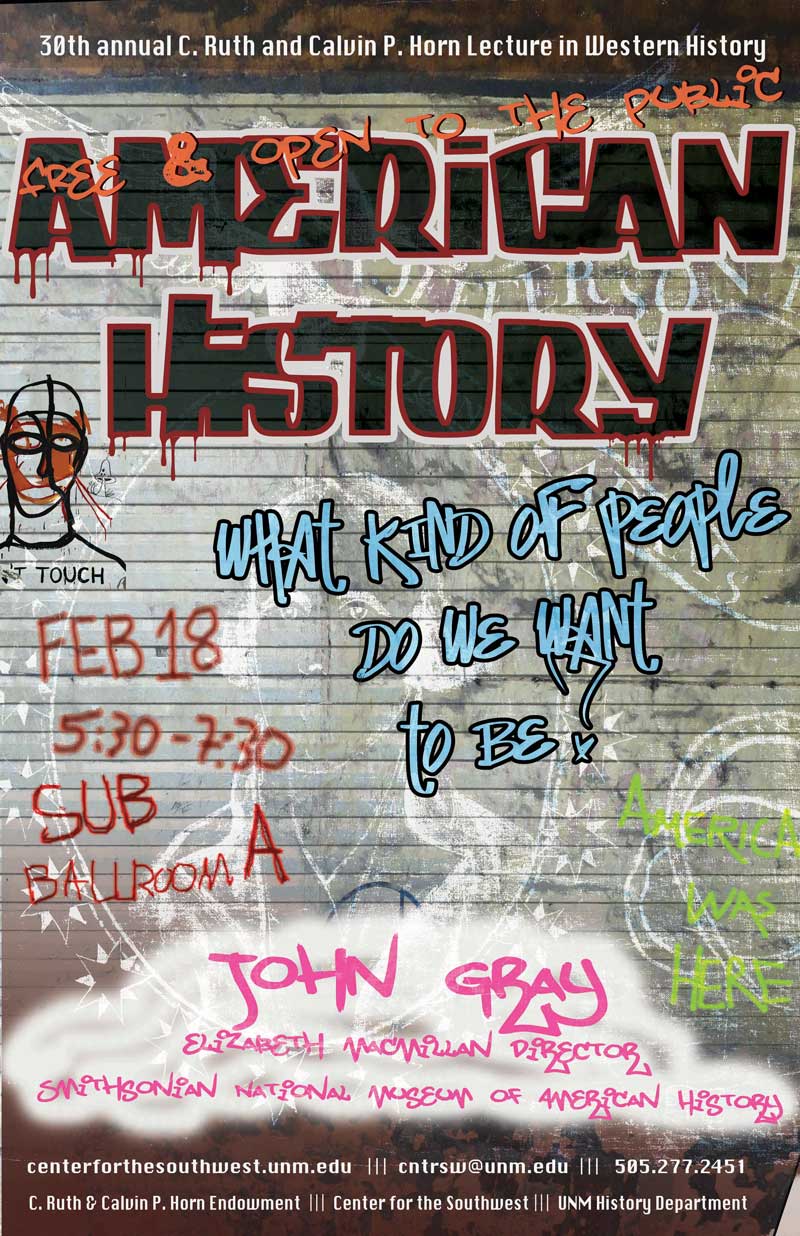 30th annual C. Ruth and Calvin P. Horn Lecture in Western History
FREE & OPEN TO THE PUBLIC
AMERICAN
HISTORY
JEFFERSON
WHAT KIND OF PEOPLE
DO WE WANT
TO BE
'T TOUCH
FEB 18
5:30 - 7:30
SUB
BALLROOM A
AMERICA
WAS
HERE
JOHN GRAY
ELIZABETH MACMILLAN DIRECTOR
SMITHSONIAN NATIONAL MUSEUM OF AMERICAN HISTORY
centerforthesouthwest.unm.edu ||| cntrsw@unm.edu ||| 505.277.2451
C. Ruth & Calvin P. Horn Endowment ||| Center for the Southwest ||| UNM History Department